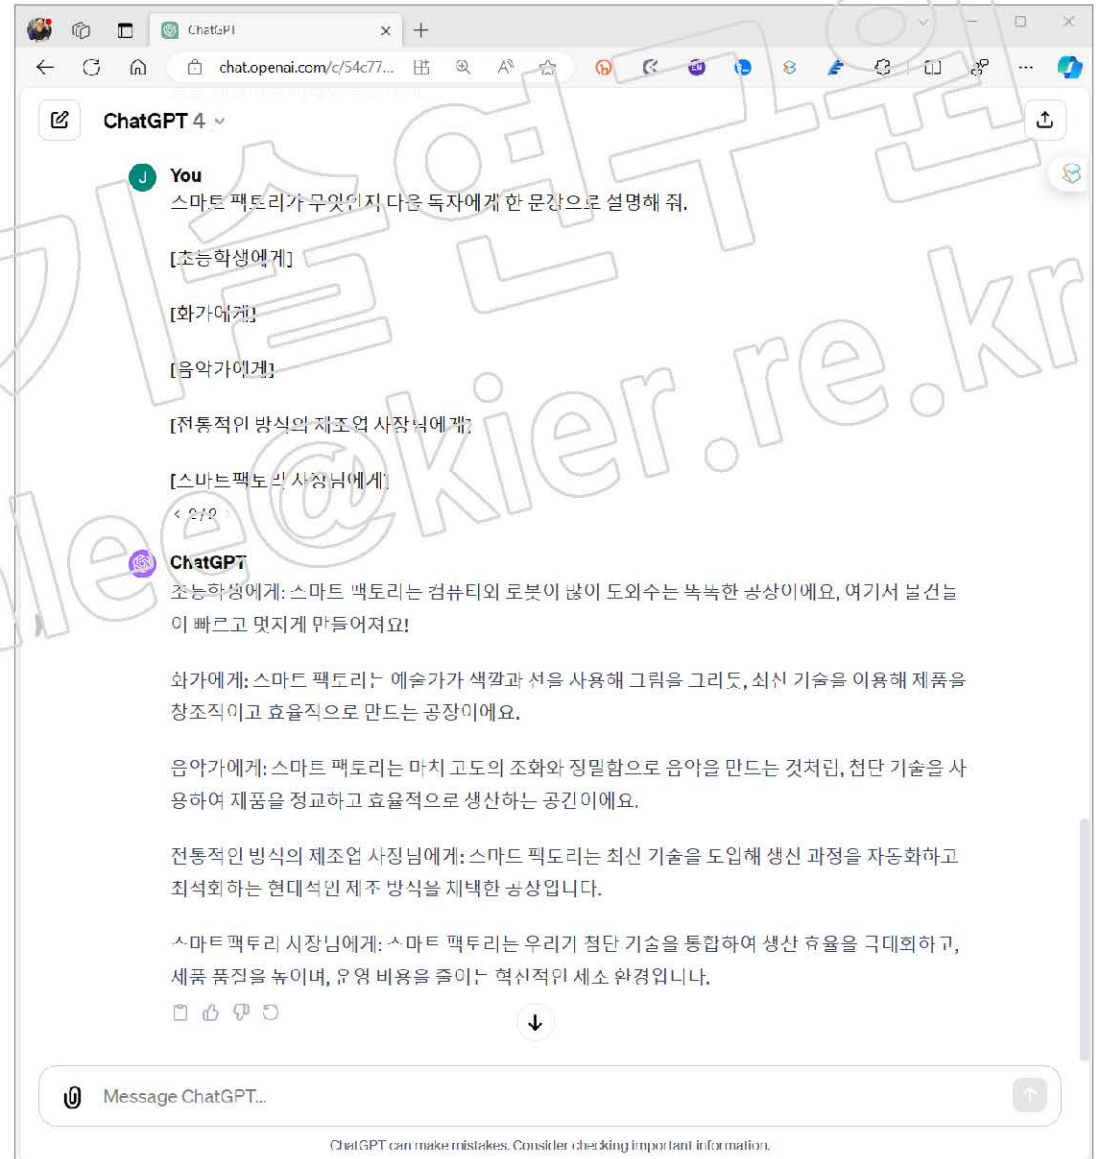 ChatGPT
chat.openai.com/c/54c77...
ChatGPT 4
You
스마트 팩토리가 무엇인지 다음 독자에게 한 문장으로 설명해 줘.
[초등학생에게]
[화가에게]
[음악가에게]
[전통적인 방식의 제조업 사장님에게]
[스마트팩토리 사장님에게]
< 2/2 >
ChatGPT
초등학생에게: 스마트 팩토리는 컴퓨터와 로봇이 많이 도와주는 똑똑한 공장이에요, 여기서 물건들
이 빠르고 멋지게 만들어져요!
화가에게: 스마트 팩토리는 예술가가 색깔과 선을 사용해 그림을 그리듯, 최신 기술을 이용해 제품을
창조적이고 효율적으로 만드는 공장이에요.
음악가에게: 스마트 팩토리는 마치 고도의 조화와 정밀함으로 음악을 만드는 것처럼, 첨단 기술을 사
용하여 제품을 정교하고 효율적으로 생산하는 공간이에요.
전통적인 방식의 제조업 사장님에게: 스마트 팩토리는 최신 기술을 도입해 생산 과정을 자동화하고
최적화하는 현대적인 제조 방식을 채택한 공장입니다.
스마트팩토리 사장님에게: 스마트 팩토리는 우리가 첨단 기술을 통합하여 생산 효율을 극대화하고,
제품 품질을 높이며, 운영 비용을 줄이는 혁신적인 제조 환경입니다.
Message ChatGPT...
ChatGPT can make mistakes. Consider checking important information.
기술연구원
lee@kier.re.kr